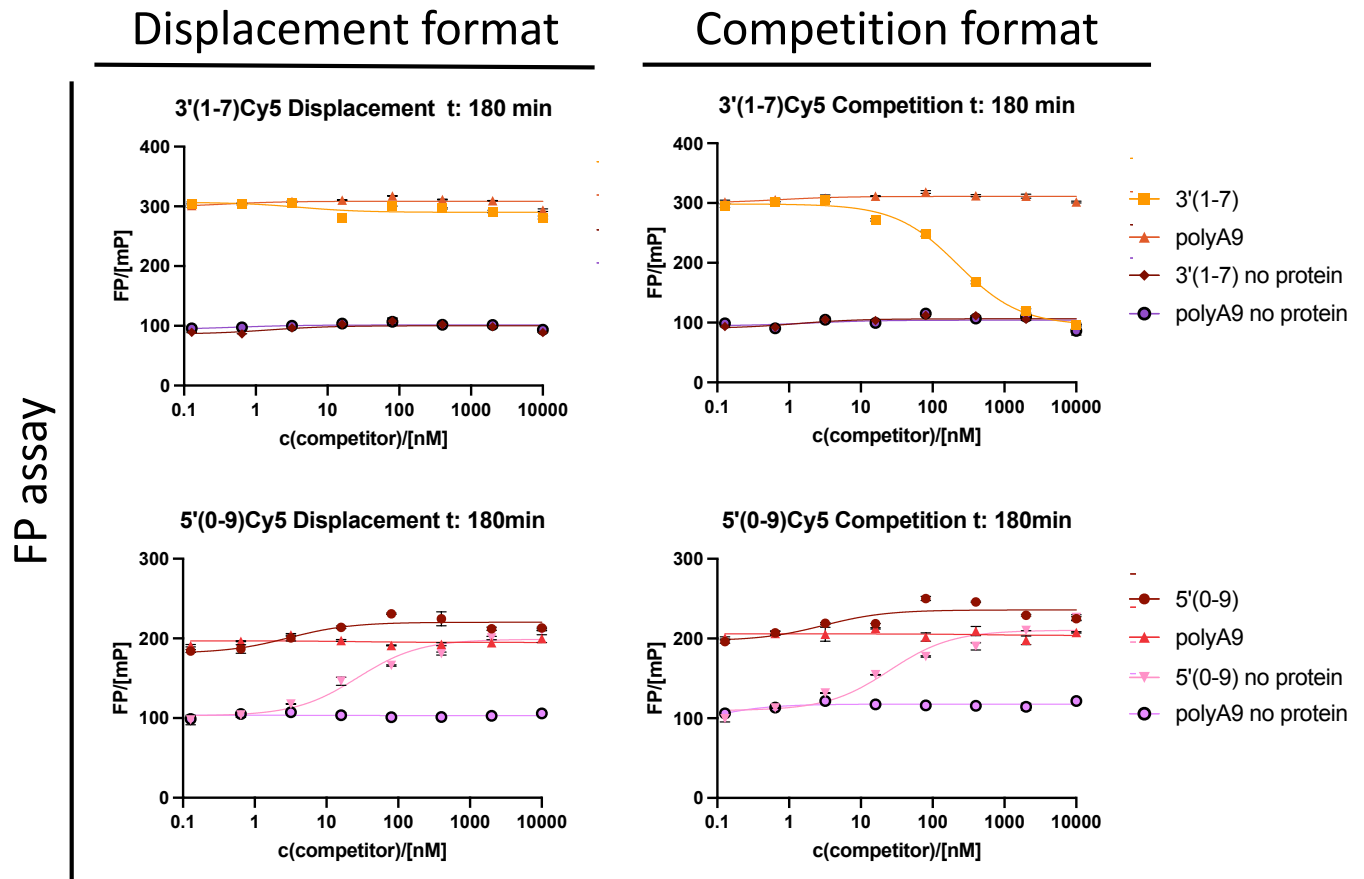 Displacement format
Competition format
FP assay
3'(1-7)Cy5 Displacement t: 180 min
400
300
200
100
0
FP/[mP]
0.1 1 10 100 1000 10000
c(competitor)/[nM]
3'(1-7)Cy5 Competition t: 180 min
400
300
200
100
0
FP/[mP]
0.1 1 10 100 1000 10000
c(competitor)/[nM]
3'(1-7)
polyA9
3'(1-7) no protein
polyA9 no protein
5'(0-9)Cy5 Displacement t: 180min
300
200
100
0
FP/[mP]
0.1 1 10 100 1000 10000
c(competitor)/[nM]
5'(0-9)Cy5 Competition t: 180min
300
200
100
0
FP/[mP]
0.1 1 10 100 1000 10000
c(competitor)/[nM]
5'(0-9)
polyA9
5'(0-9) no protein
polyA9 no protein